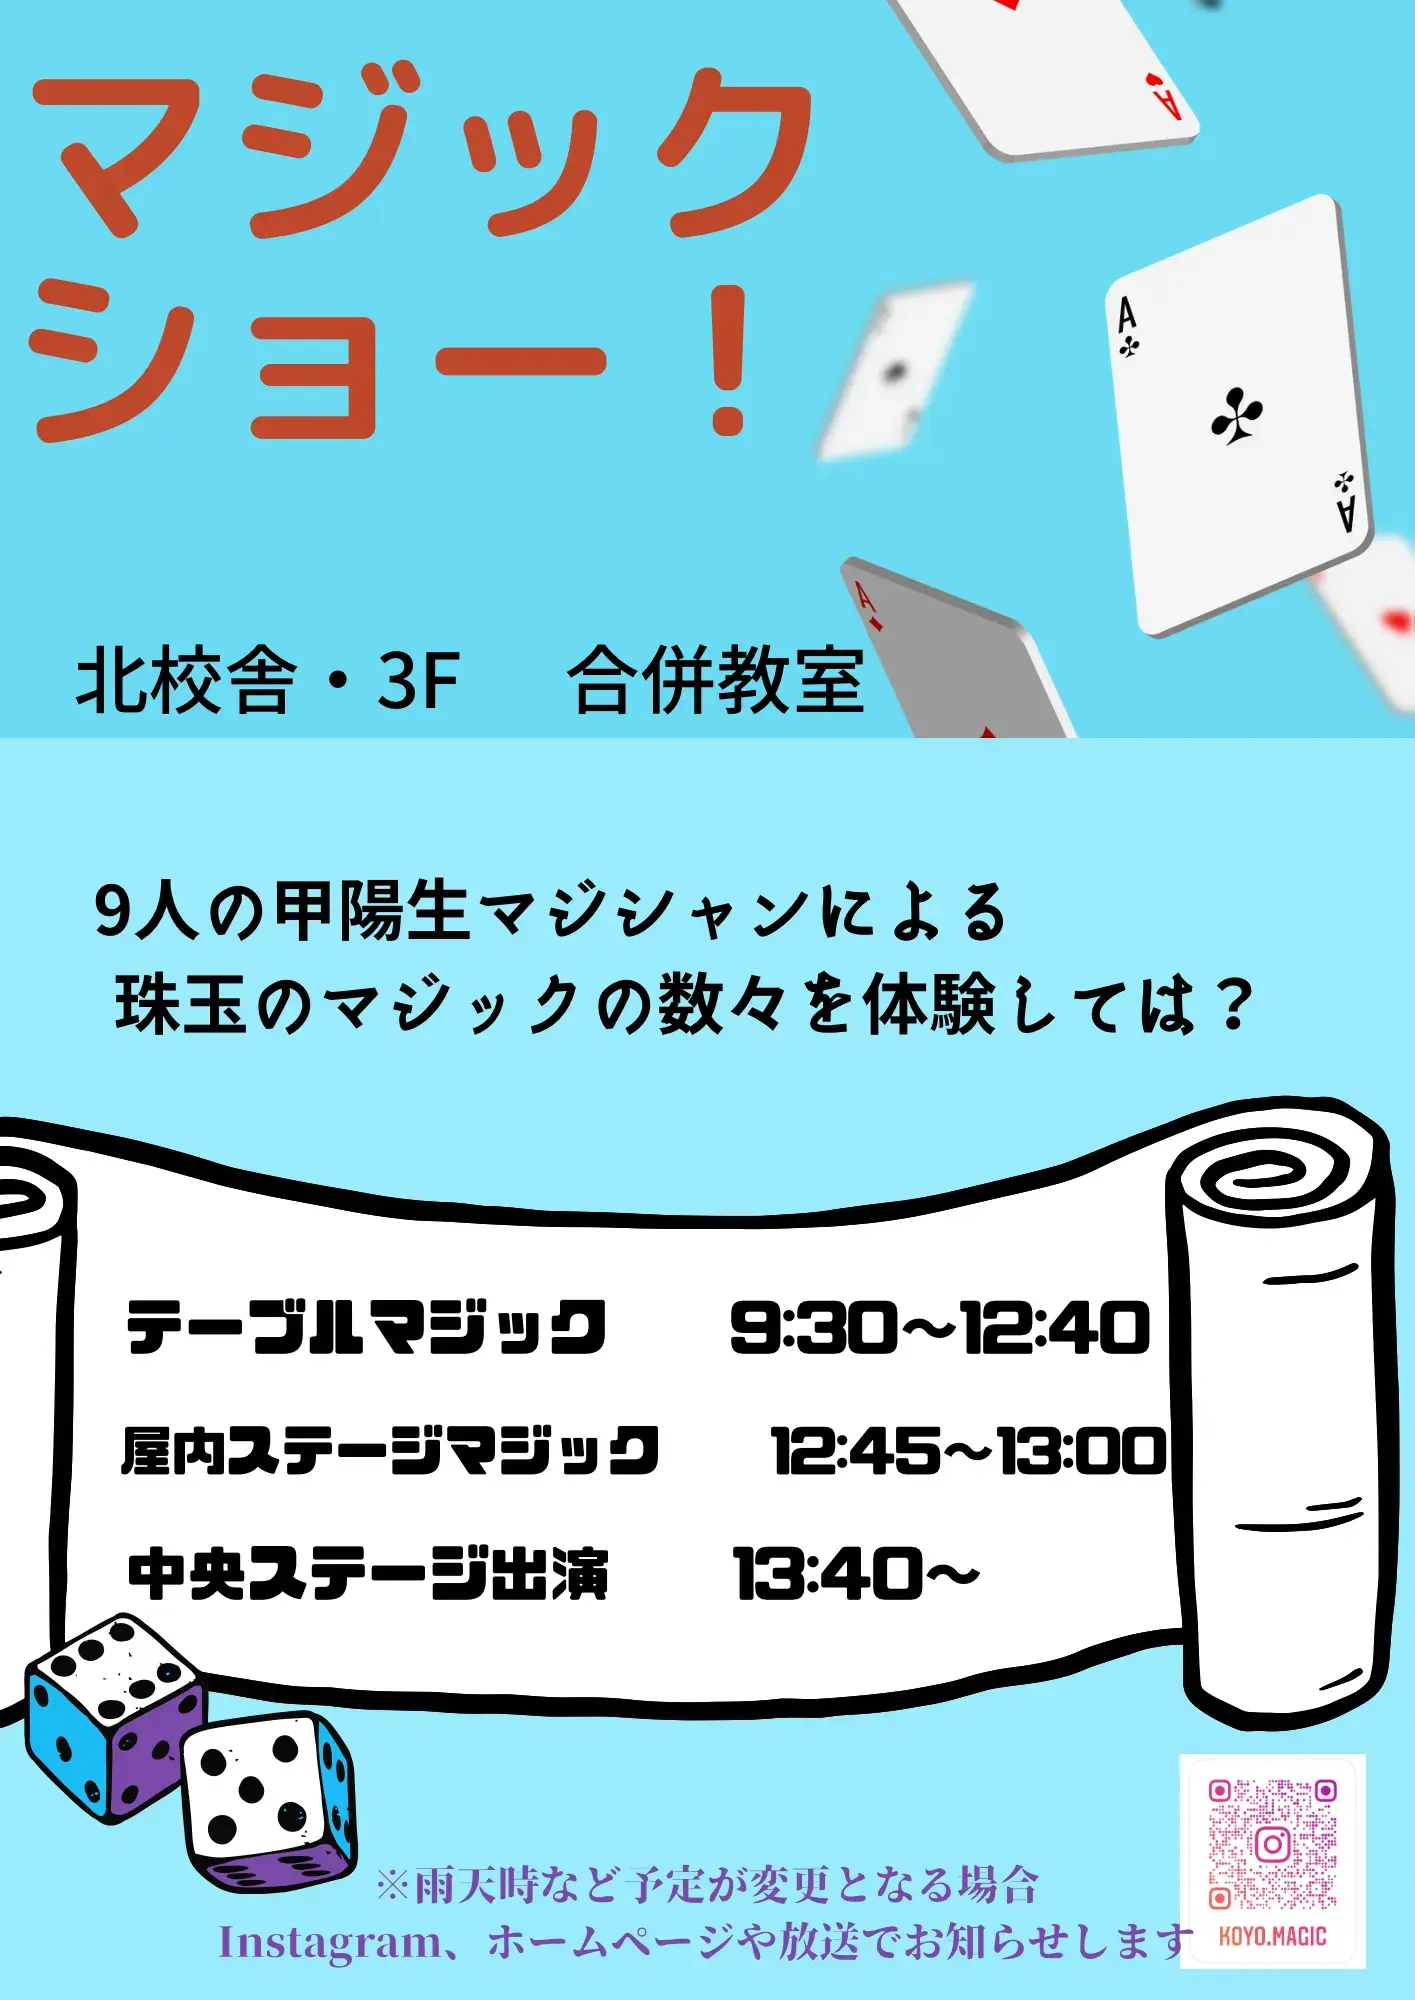 マジック
ショー！
A
A
A
A
北校舎・3F 合併教室
9人の甲陽生マジシャンによる
珠玉のマジックの数々を体験しては？
テーブルマジック 9:30～12:40
屋内ステージマジック 12:45～13:00
中央ステージ出演 13:40～
※雨天時など予定が変更となる場合
Instagram、ホームページや放送でお知らせします
KOYO.MAGIC